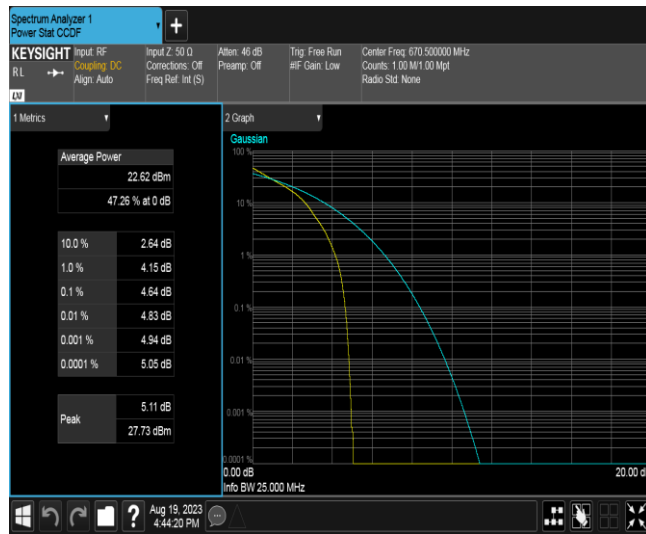 Spectrum Analyzer 1
Power Stat CCDF
+
KEYSIGHT
RL
LXI
Input: RF
Coupling: DC
Align: Auto
Input Z: 50 Ω
Corrections: Off
Freq Ref: Int (S)
Atten: 46 dB
Preamp: Off
Trig: Free Run
#IF Gain: Low
Center Freq: 670.500000 MHz
Counts: 1.00 M/1.00 Mpt
Radio Std: None
1 Metrics
Average Power
22.62 dBm
47.26 % at 0 dB
10.0 % 2.64 dB
1.0 % 4.15 dB
0.1 % 4.64 dB
0.01 % 4.83 dB
0.001 % 4.94 dB
0.0001 % 5.05 dB
Peak
5.11 dB
27.73 dBm
2 Graph
Gaussian
100 %
10 %
1 %
0.1 %
0.01 %
0.001 %
0.0001 %
0.00 dB
20.00 d
Info BW 25.000 MHz
?
Aug 19, 2023
4:44:20 PM